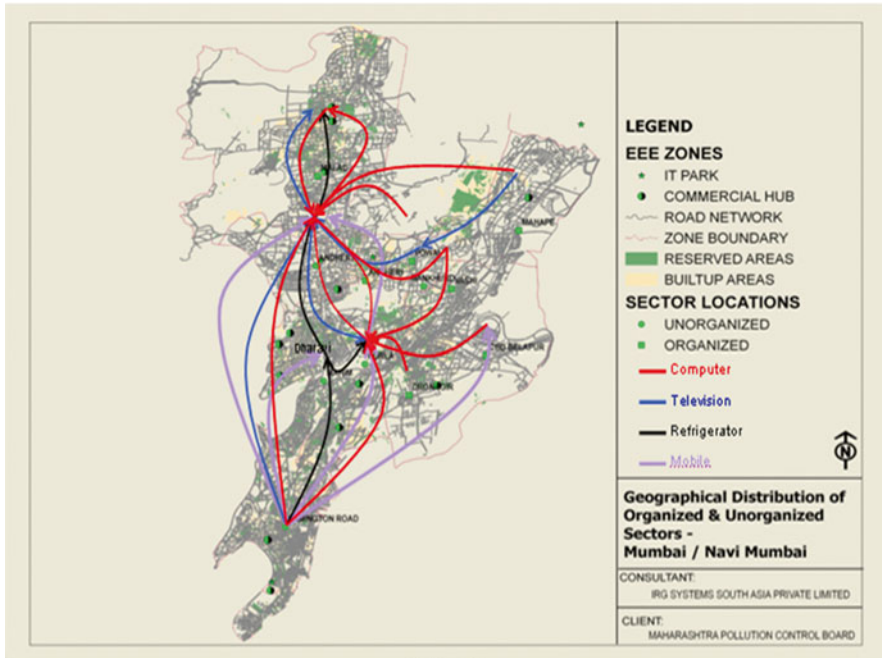 LEGEND
EEE ZONES
IT PARK
COMMERCIAL HUB
ROAD NETWORK
ZONE BOUNDARY
RESERVED AREAS
BUILTUP AREAS
SECTOR LOCATIONS
UNORGANIZED
ORGANIZED
Computer
Television
Refrigerator
Mobile
N
Geographical Distribution of
Organized & Unorganized
Sectors -
Mumbai / Navi Mumbai
CONSULTANT:
IRG SYSTEMS SOUTH ASIA PRIVATE LIMITED
CLIENT:
MAHARASHTRA POLLUTION CONTROL BOARD
MAHAPE
Dharavi
ROAD